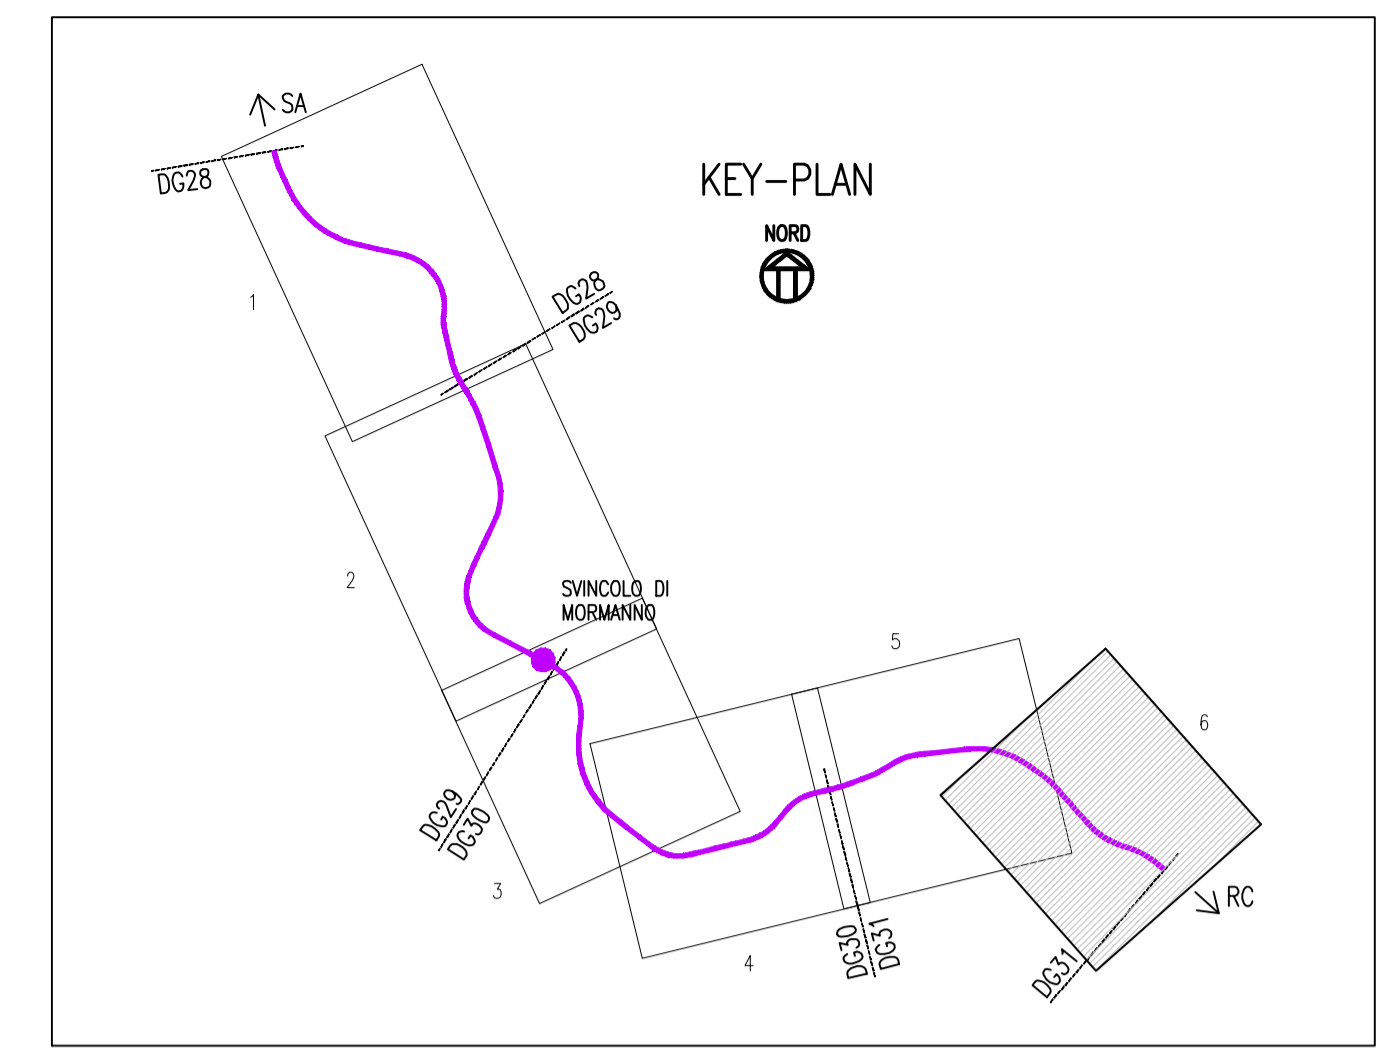 SA
DG28
KEY-PLAN
NORD
1
DG28
DG29
2
SVINCOLO DI
MORMANNO
5
6
DG29
DG30
3
4
DG30
DG31
RC
DG31